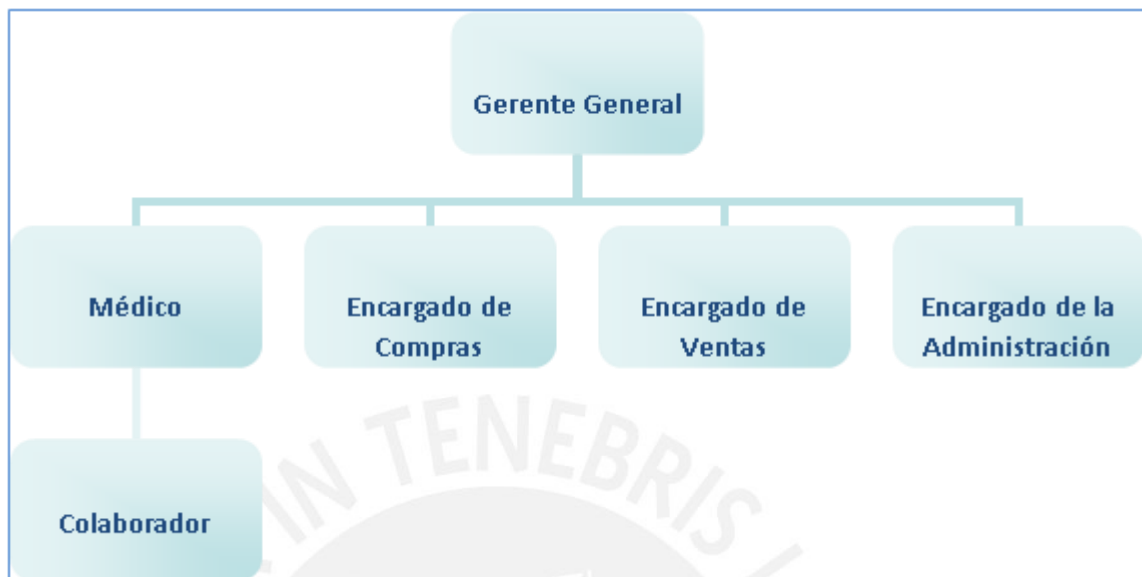 Gerente General
Médico
Encargado de
Compras
Encargado de
Ventas
Encargado de la
Administración
Colaborador
IN TENEBRIS